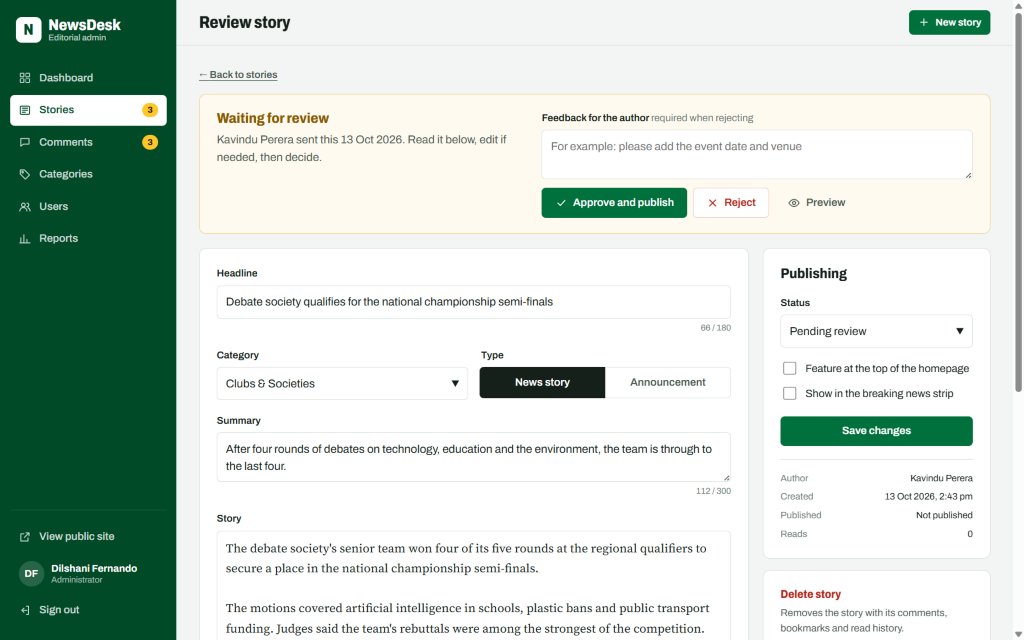 N
NewsDesk
Editorial admin
Dashboard
Stories 3
Comments 3
Categories
Users
Reports
View public site
DF
Dilshani Fernando
Administrator
Sign out
Review story
+ New story
← Back to stories
Waiting for review
Kavindu Perera sent this 13 Oct 2026. Read it below, edit if
needed, then decide.
Feedback for the author required when rejecting
For example: please add the event date and venue
Approve and publish
Reject
Preview
Headline
Debate society qualifies for the national championship semi-finals
66 / 180
Category
Clubs & Societies
Type
News story
Announcement
Summary
After four rounds of debates on technology, education and the environment, the team is through to
the last four.
112 / 300
Story
The debate society's senior team won four of its five rounds at the regional qualifiers to
secure a place in the national championship semi-finals.
The motions covered artificial intelligence in schools, plastic bans and public transport
funding. Judges said the team's rebuttals were among the strongest of the competition.
Publishing
Status
Pending review
Feature at the top of the homepage
Show in the breaking news strip
Save changes
Author Kavindu Perera
Created 13 Oct 2026, 2:43 pm
Published Not published
Reads 0
Delete story
Removes the story with its comments,
bookmarks and read history.